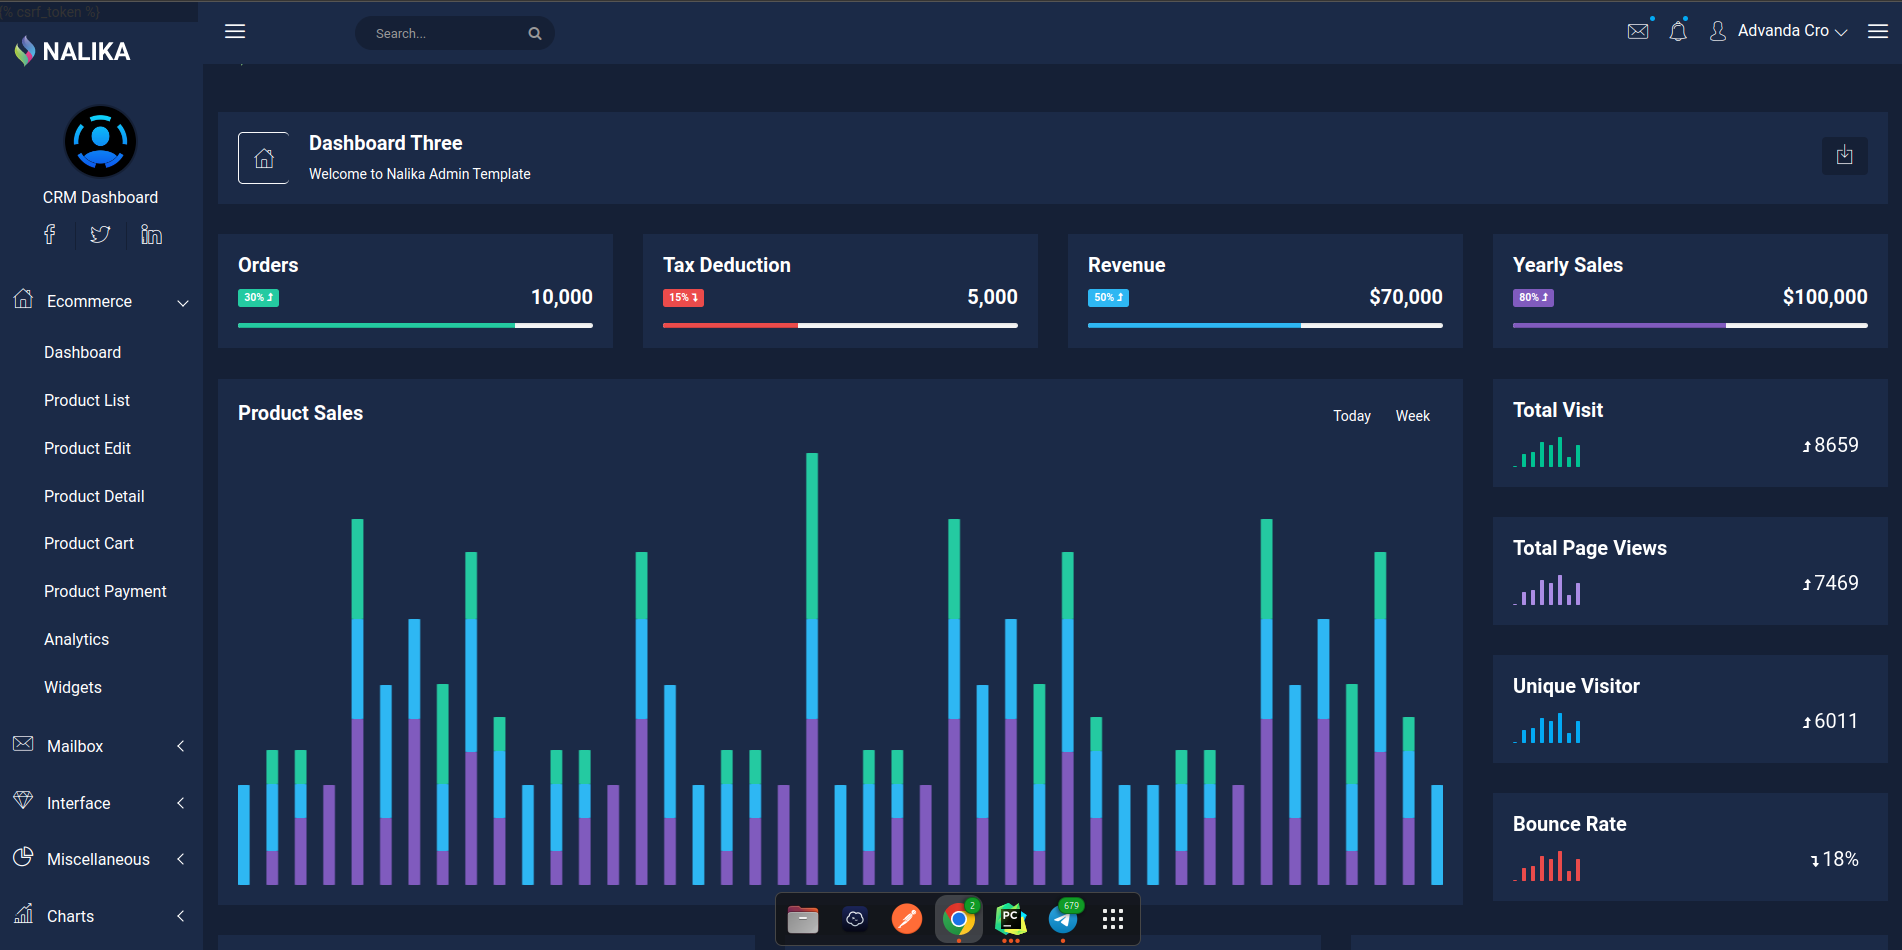 {% csrf_token %}
NALIKA
Search...
Advanda Cro
CRM Dashboard
Ecommerce
Dashboard
Product List
Product Edit
Product Detail
Product Cart
Product Payment
Analytics
Widgets
Mailbox
Interface
Miscellaneous
Charts
Dashboard Three
Welcome to Nalika Admin Template
Orders
30%
10,000
Tax Deduction
15%
5,000
Revenue
50%
$70,000
Yearly Sales
80%
$100,000
Product Sales
Today
Week
Total Visit
8659
Total Page Views
7469
Unique Visitor
6011
Bounce Rate
18%
2
PC
679